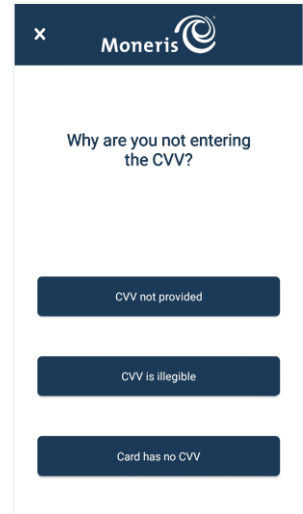 ×
Moneris
Why are you not entering
the CVV?
CVV not provided
CVV is illegible
Card has no CVV